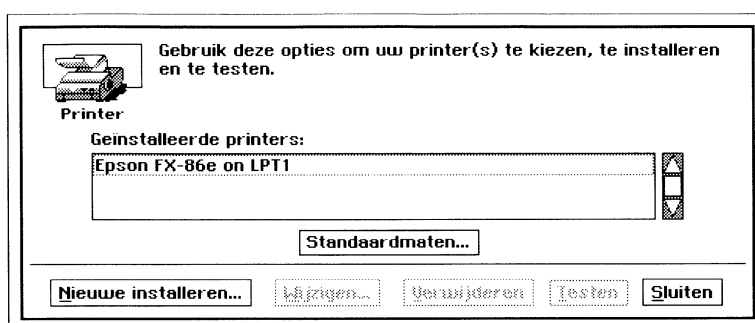 Gebruik deze opties om uw printer(s) te kiezen, te installeren
en te testen.
Printer
Geïnstalleerde printers:
Epson FX-86e on LPT1
Standaardmaten...
Nieuwe installeren...
Wijzigen...
Verwijderen
Testen
Sluiten